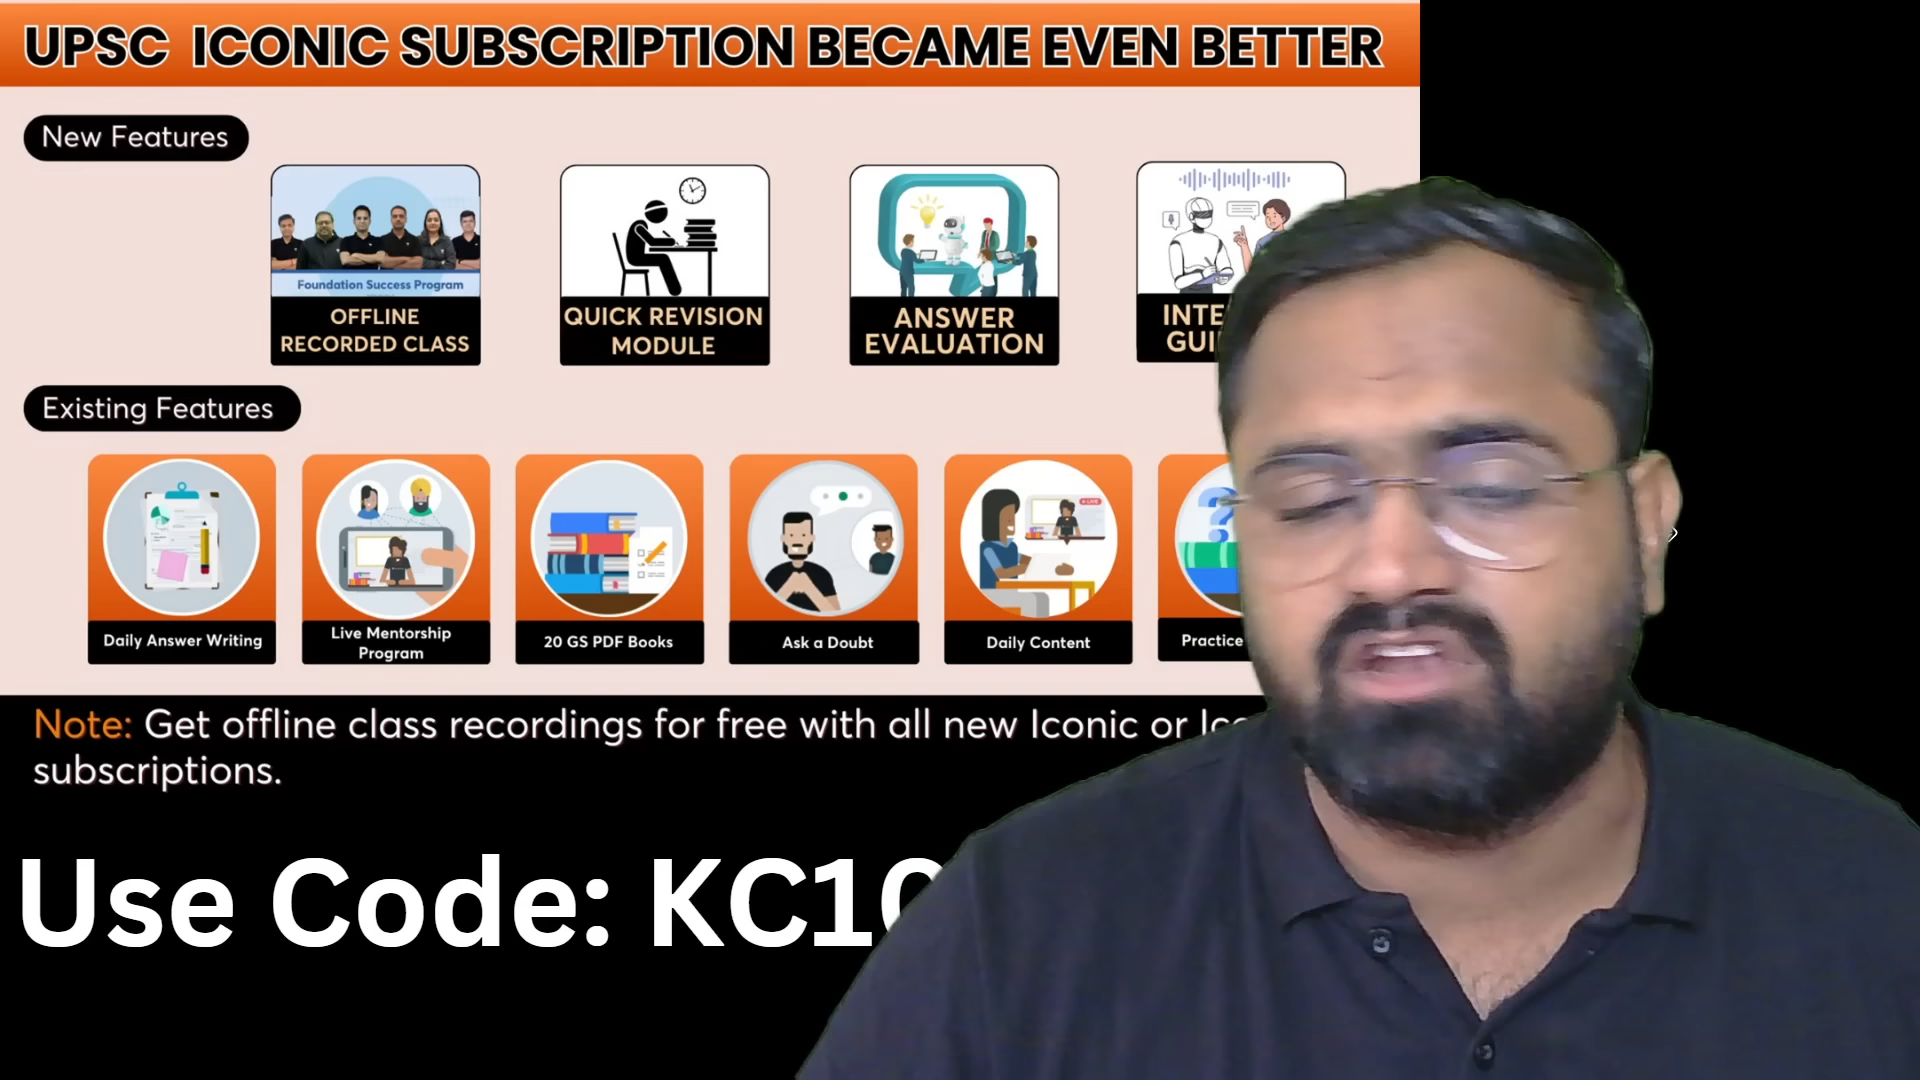 UPSC ICONIC SUBSCRIPTION BECAME EVEN BETTER
New Features
Foundation Success Program
OFFLINE
RECORDED CLASS
QUICK REVISION
MODULE
ANSWER
EVALUATION
Existing Features
Daily Answer Writing
Live Mentorship
Program
20 GS PDF Books
Ask a Doubt
LIVE
Daily Content
Practice
Note: Get offline class recordings for free with all new Iconic or
subscriptions.
Use Code: KC10